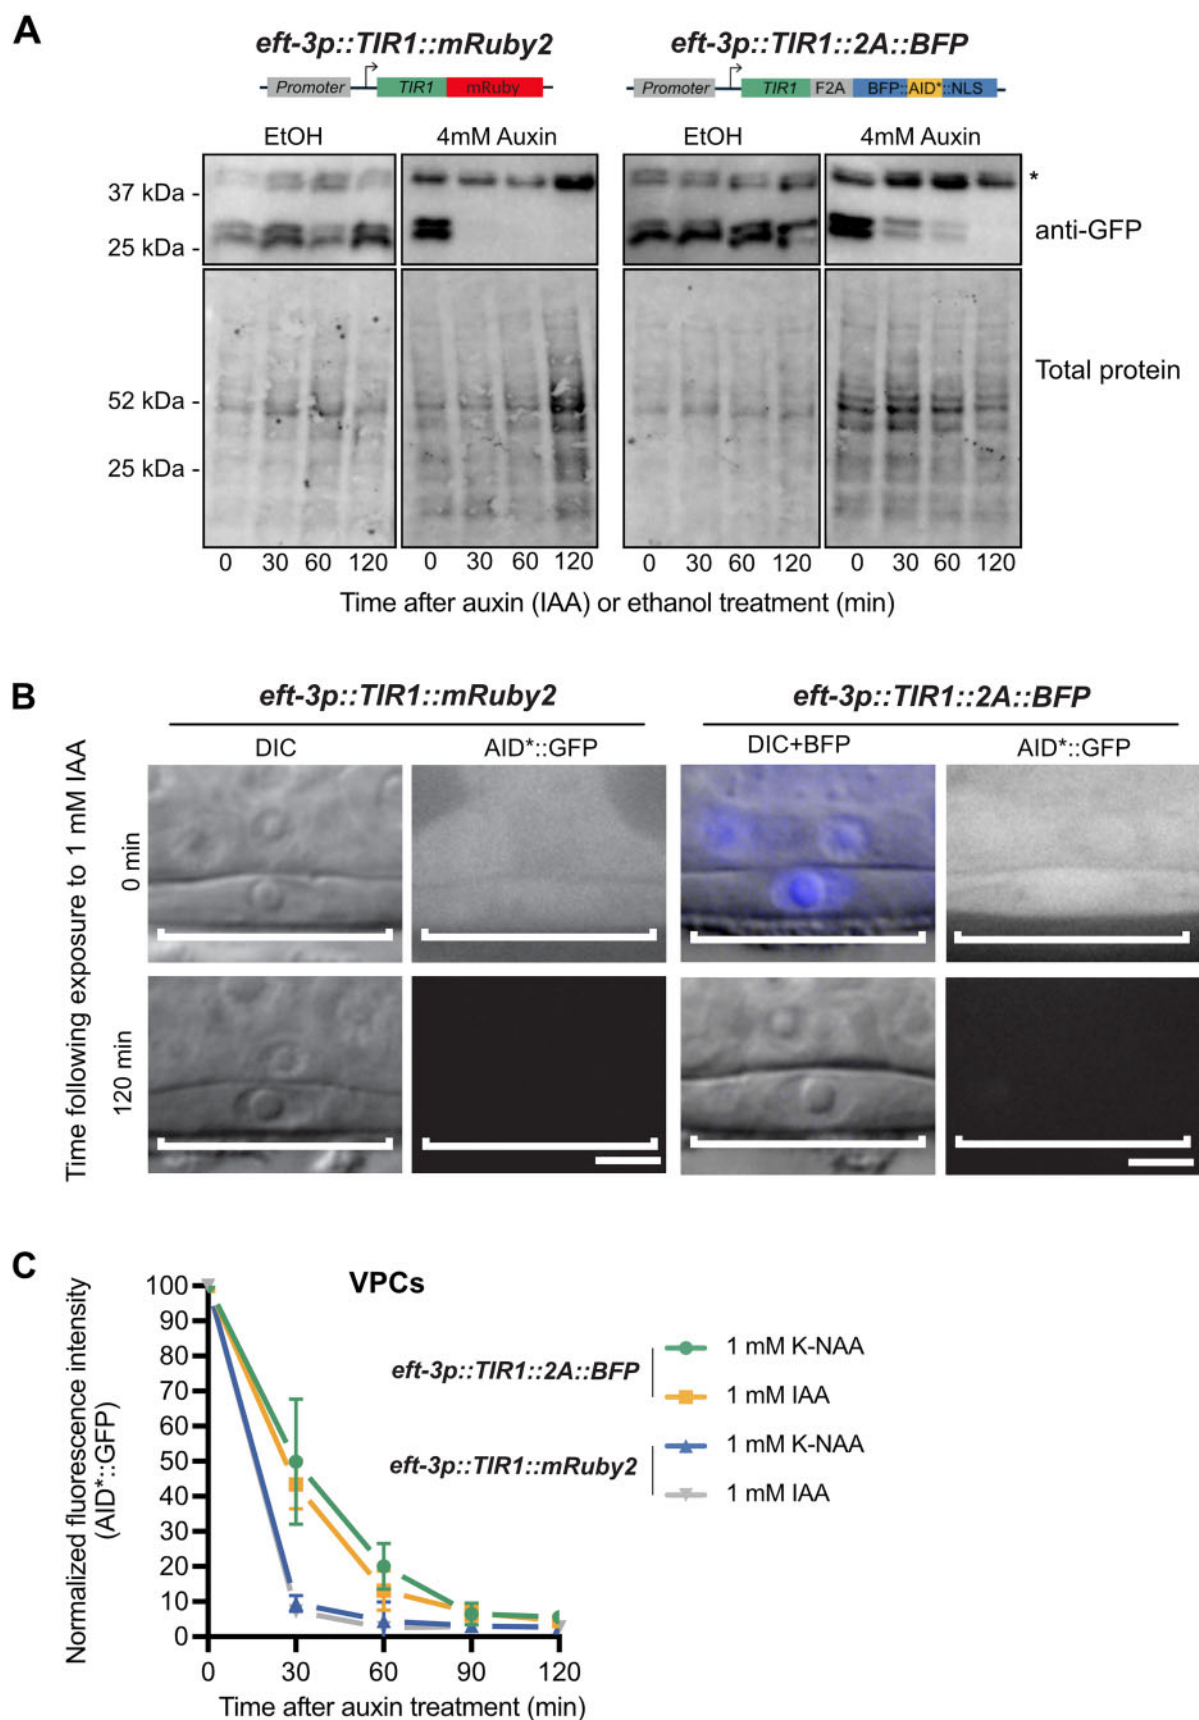 A
eft-3p::TIR1::mRuby2
eft-3p::TIR1::2A::BFP
Promoter TIR1 mRuby
Promoter TIR1 F2A BFP::AID*::NLS
EtOH 4mM Auxin EtOH 4mM Auxin
37 kDa -
25 kDa -
*
anti-GFP
52 kDa -
25 kDa -
Total protein
0 30 60 120 0 30 60 120 0 30 60 120 0 30 60 120
Time after auxin (IAA) or ethanol treatment (min)
B
eft-3p::TIR1::mRuby2
eft-3p::TIR1::2A::BFP
DIC AID*::GFP DIC+BFP AID*::GFP
Time following exposure to 1 mM IAA
0 min
120 min
C
VPCs
Normalized fluorescence intensity
(AID*::GFP)
100
90
80
70
60
50
40
30
20
10
0
0 30 60 90 120
Time after auxin treatment (min)
eft-3p::TIR1::2A::BFP
1 mM K-NAA
1 mM IAA
eft-3p::TIR1::mRuby2
1 mM K-NAA
1 mM IAA